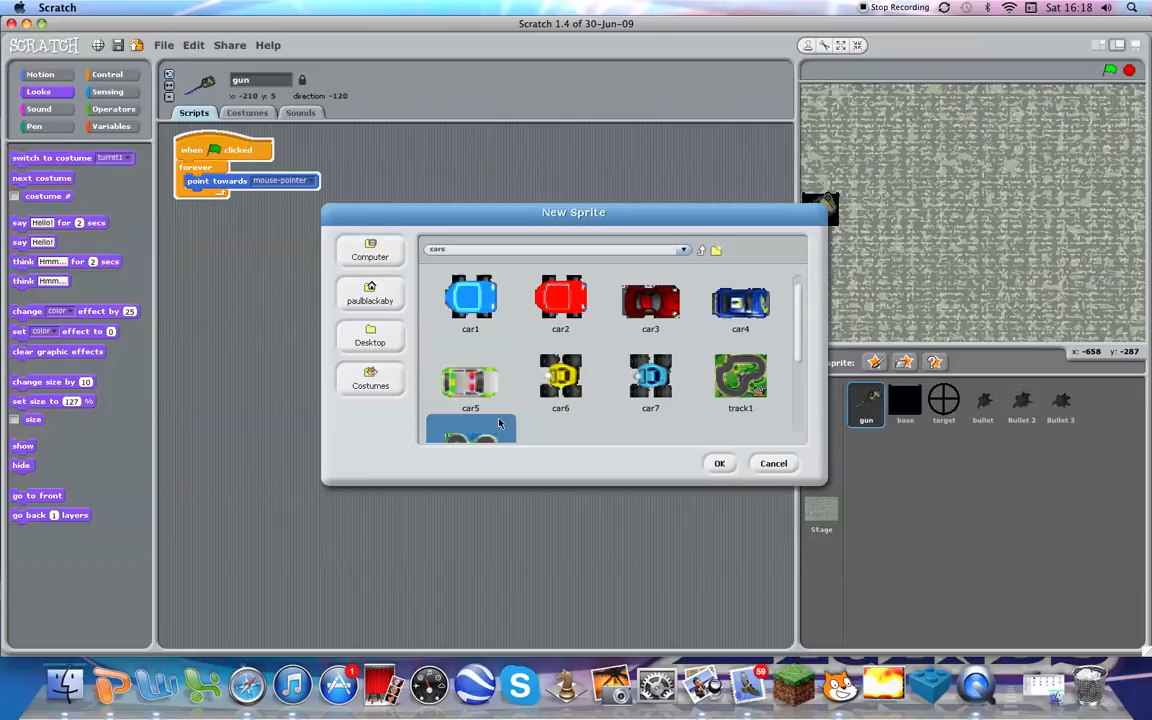 Scratch
Stop Recording
Sat 16:18
Scratch 1.4 of 30-Jun-09
SCRATCH
File Edit Share Help
Motion Control
Looks Sensing
Sound Operators
Pen Variables
gun
x: -210 y: 5 direction: -120
Scripts Costumes Sounds
when clicked
forever
point towards mouse-pointer
switch to costume turret1
next costume
costume #
say Hello! for 2 secs
say Hello!
think Hmm... for 2 secs
think Hmm...
change color effect by 25
set color effect to 0
clear graphic effects
change size by 10
set size to 127 %
size
show
hide
go to front
go back 1 layers
New Sprite
Computer
paulblackaby
Desktop
Costumes
cars
car1 car2 car3 car4
car5 car6 car7 track1
OK Cancel
sprite:
x: -658 y: -287
gun base target bullet Bullet 2 Bullet 3
Stage
1
59